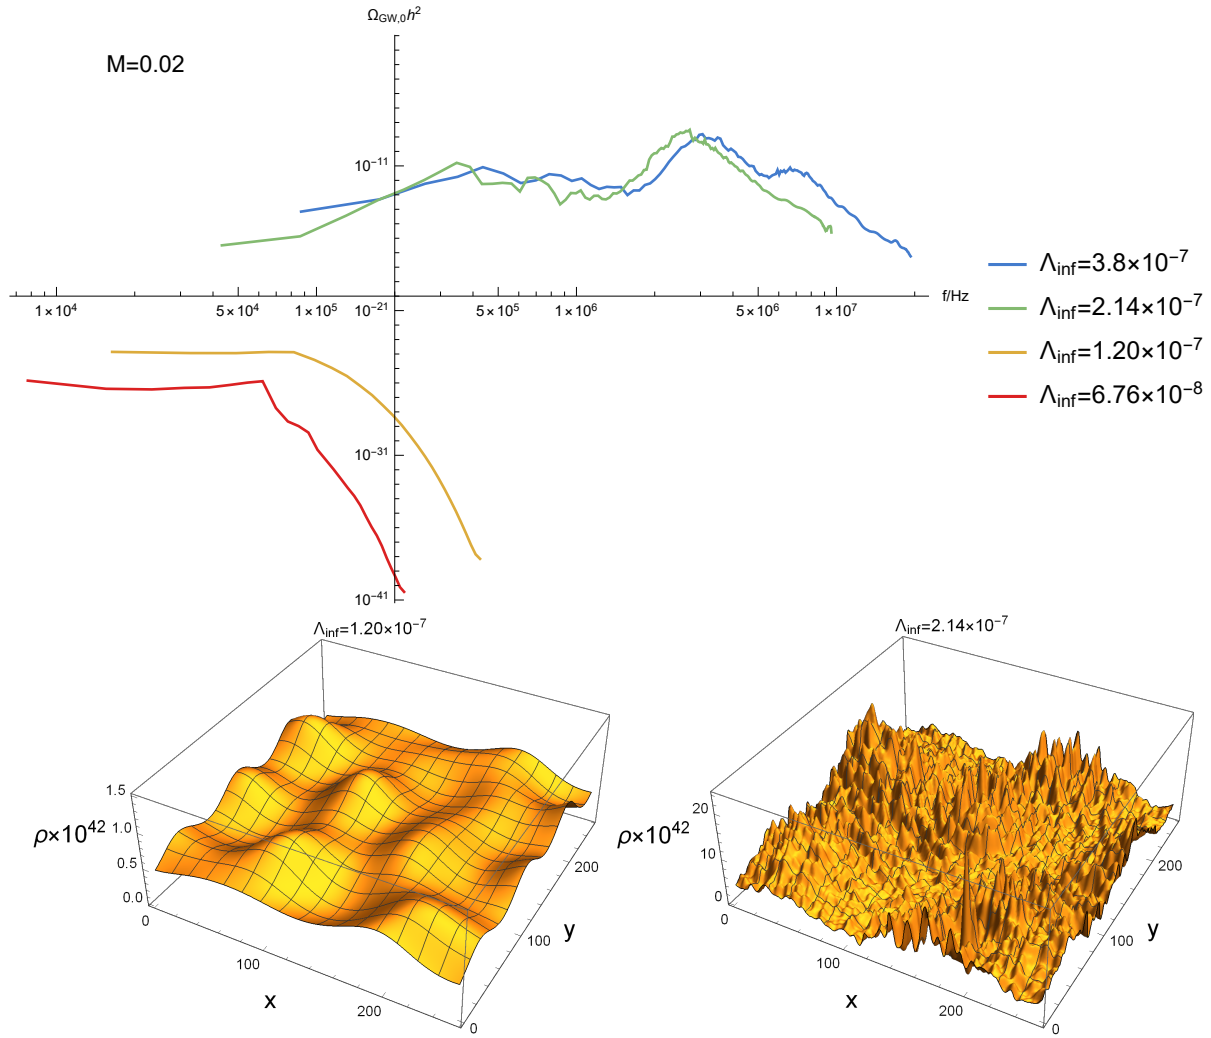 Ω_GW,0 h²
M=0.02
10⁻¹¹
f/Hz
1×10⁴
5×10⁴
1×10⁵
10⁻²¹
5×10⁵
1×10⁶
5×10⁶
1×10⁷
Λ_inf=3.8×10⁻⁷
Λ_inf=2.14×10⁻⁷
Λ_inf=1.20×10⁻⁷
Λ_inf=6.76×10⁻⁸
10⁻³¹
10⁻⁴¹
Λ_inf=1.20×10⁻⁷
1.5
1.0
0.5
0.0
ρ×10⁴²
0
100
200
x
0
100
200
y
Λ_inf=2.14×10⁻⁷
20
10
0
ρ×10⁴²
0
100
200
x
0
100
200
y